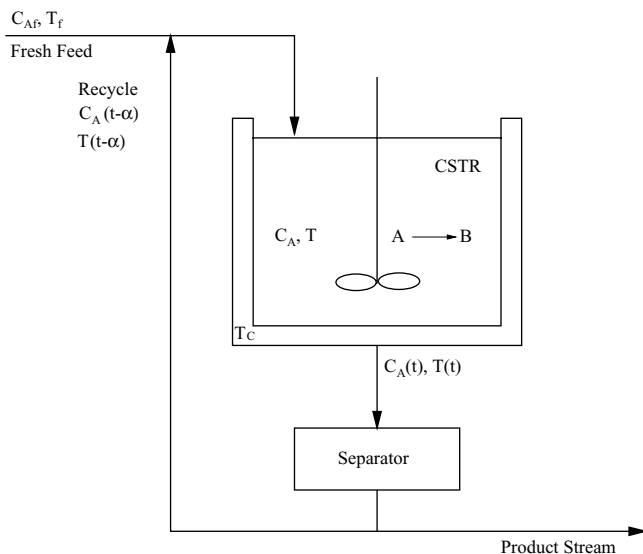 C_Af, T_f
Fresh Feed
Recycle
C_A(t-α)
T(t-α)
CSTR
C_A, T
A → B
T_C
C_A(t), T(t)
Separator
Product Stream